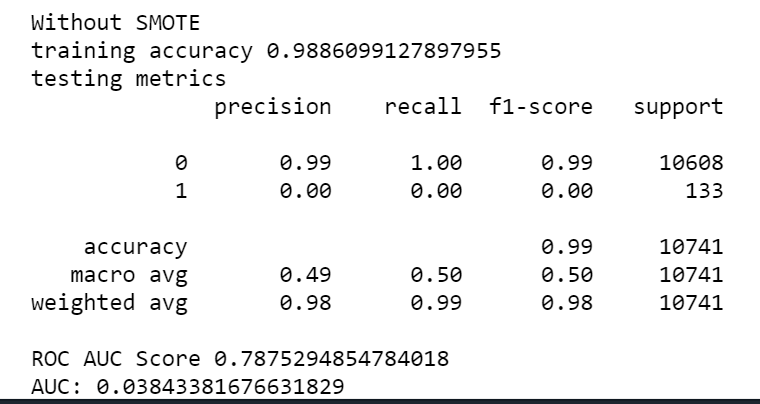 Without SMOTE
training accuracy 0.9886099127897955
testing metrics
precision recall f1-score support
0 0.99 1.00 0.99 10608
1 0.00 0.00 0.00 133
accuracy 0.99 10741
macro avg 0.49 0.50 0.50 10741
weighted avg 0.98 0.99 0.98 10741
ROC AUC Score 0.7875294854784018
AUC: 0.03843381676631829